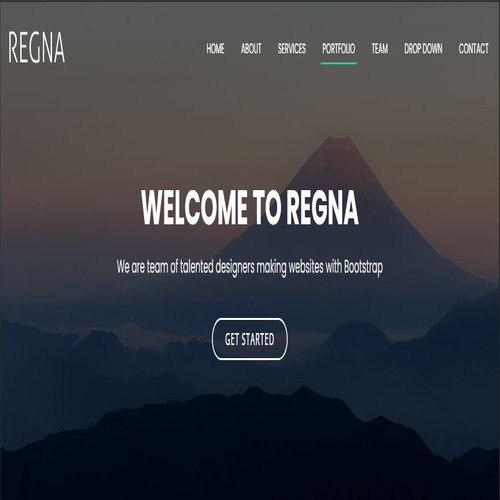 REGNA
HOME ABOUT SERVICES PORTFOLIO TEAM DROP DOWN CONTACT
WELCOME TO REGNA
We are team of talented designers making websites with Bootstrap
GET STARTED